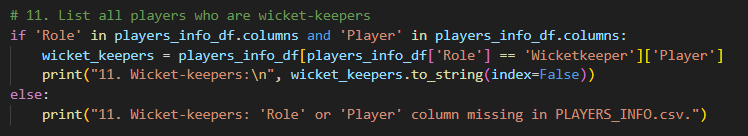 # 11. List all players who are wicket-keepers
if 'Role' in players_info_df.columns and 'Player' in players_info_df.columns:
    wicket_keepers = players_info_df[players_info_df['Role'] == 'Wicketkeeper']['Player']
    print("11. Wicket-keepers:\n", wicket_keepers.to_string(index=False))
else:
    print("11. Wicket-keepers: 'Role' or 'Player' column missing in PLAYERS_INFO.csv.")